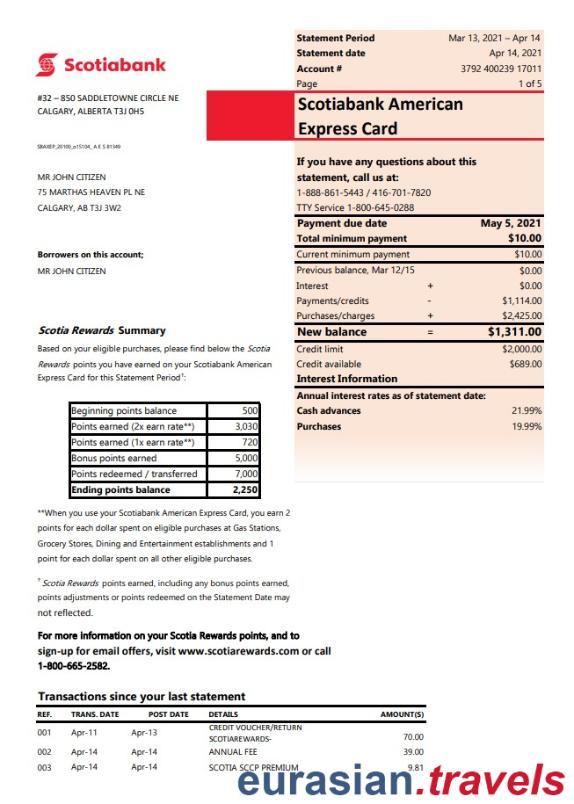 Scotiabank
#32 – 850 SADDLETOWNE CIRCLE NE
CALGARY, ALBERTA T3J 0H5
SBAXEP_20100_o15104_ A E S 81349
MR JOHN CITIZEN
75 MARTHAS HEAVEN PL NE
CALGARY, AB T3J 3W2
Borrowers on this account;
MR JOHN CITIZEN
Statement Period Mar 13, 2021 – Apr 14
Statement date Apr 14, 2021
Account # 3792 400239 17011
Page 1 of 5
Scotiabank American
Express Card
If you have any questions about this
statement, call us at:
1-888-861-5443 / 416-701-7820
TTY Service 1-800-645-0288
Payment due date May 5, 2021
Total minimum payment $10.00
Current minimum payment $10.00
Previous balance, Mar 12/15 $0.00
Interest + $0.00
Payments/credits - $1,114.00
Purchases/charges + $2,425.00
New balance = $1,311.00
Credit limit $2,000.00
Credit available $689.00
Interest Information
Annual interest rates as of statement date:
Cash advances 21.99%
Purchases 19.99%
Scotia Rewards Summary
Based on your eligible purchases, please find below the Scotia
Rewards points you have earned on your Scotiabank American
Express Card for this Statement Period†:
Beginning points balance 500
Points earned (2x earn rate**) 3,030
Points earned (1x earn rate**) 720
Bonus points earned 5,000
Points redeemed / transferred 7,000
Ending points balance 2,250
**When you use your Scotiabank American Express Card, you earn 2
points for each dollar spent on eligible purchases at Gas Stations,
Grocery Stores, Dining and Entertainment establishments and 1
point for each dollar spent on all other eligible purchases.
† Scotia Rewards points earned, including any bonus points earned,
points adjustments or points redeemed on the Statement Date may
not reflected.
For more information on your Scotia Rewards points, and to
sign-up for email offers, visit www.scotiarewards.com or call
1-800-665-2582.
Transactions since your last statement
REF. TRANS. DATE POST DATE DETAILS AMOUNT($)
001 Apr-11 Apr-13 CREDIT VOUCHER/RETURN
SCOTIAREWARDS- 70.00
002 Apr-14 Apr-14 ANNUAL FEE 39.00
003 Apr-14 Apr-14 SCOTIA SCCP PREMIUM 9.81
eurasian.travels